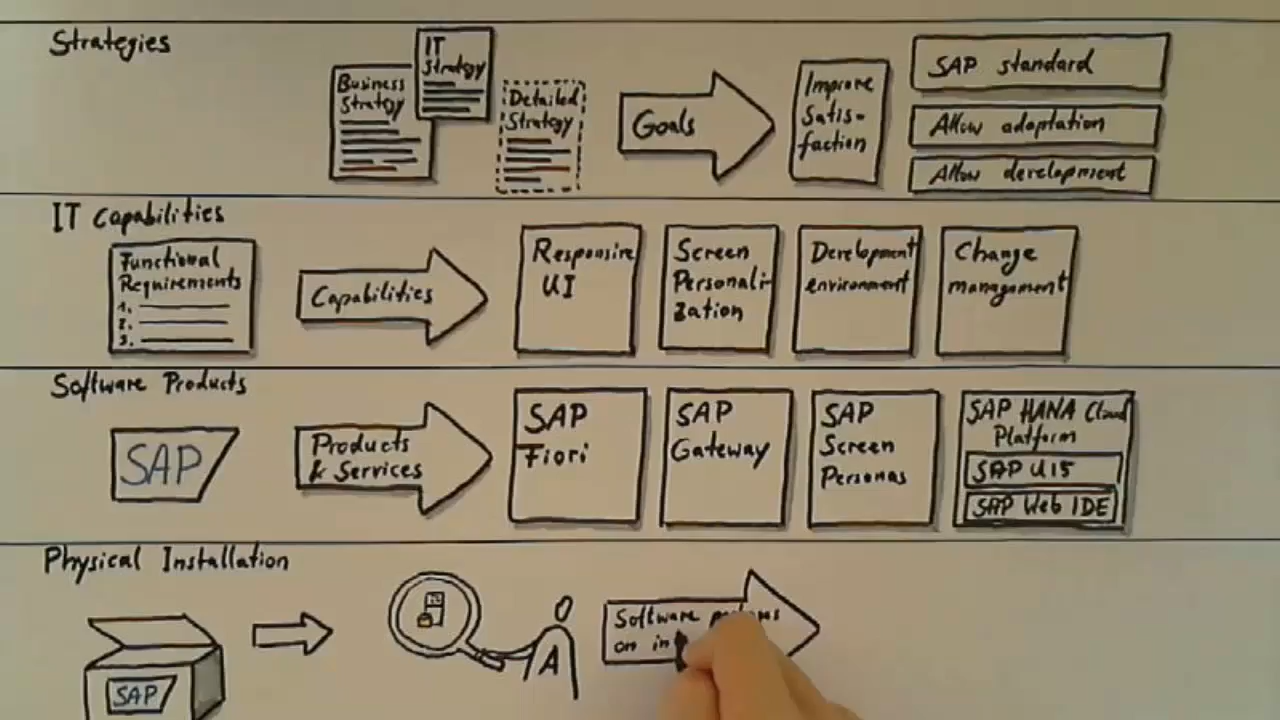 Strategies
Business
Stratgy
IT
Stratgy
Detailed
Strategy
Goals
Improve
Satis-
faction
SAP standard
Allow adaptation
Allow development
IT Capabilities
Functional
Requirements
1.
2.
3.
Capabilities
Responsive
UI
Screen
Personali-
zation
Development
environment
Change
management
Software Products
SAP
Products
& Services
SAP
Fiori
SAP
Gateway
SAP
Screen
Personas
SAP HANA Cloud
Platform
SAP UI5
SAP Web IDE
Physical Installation
SAP
A
Software
on in